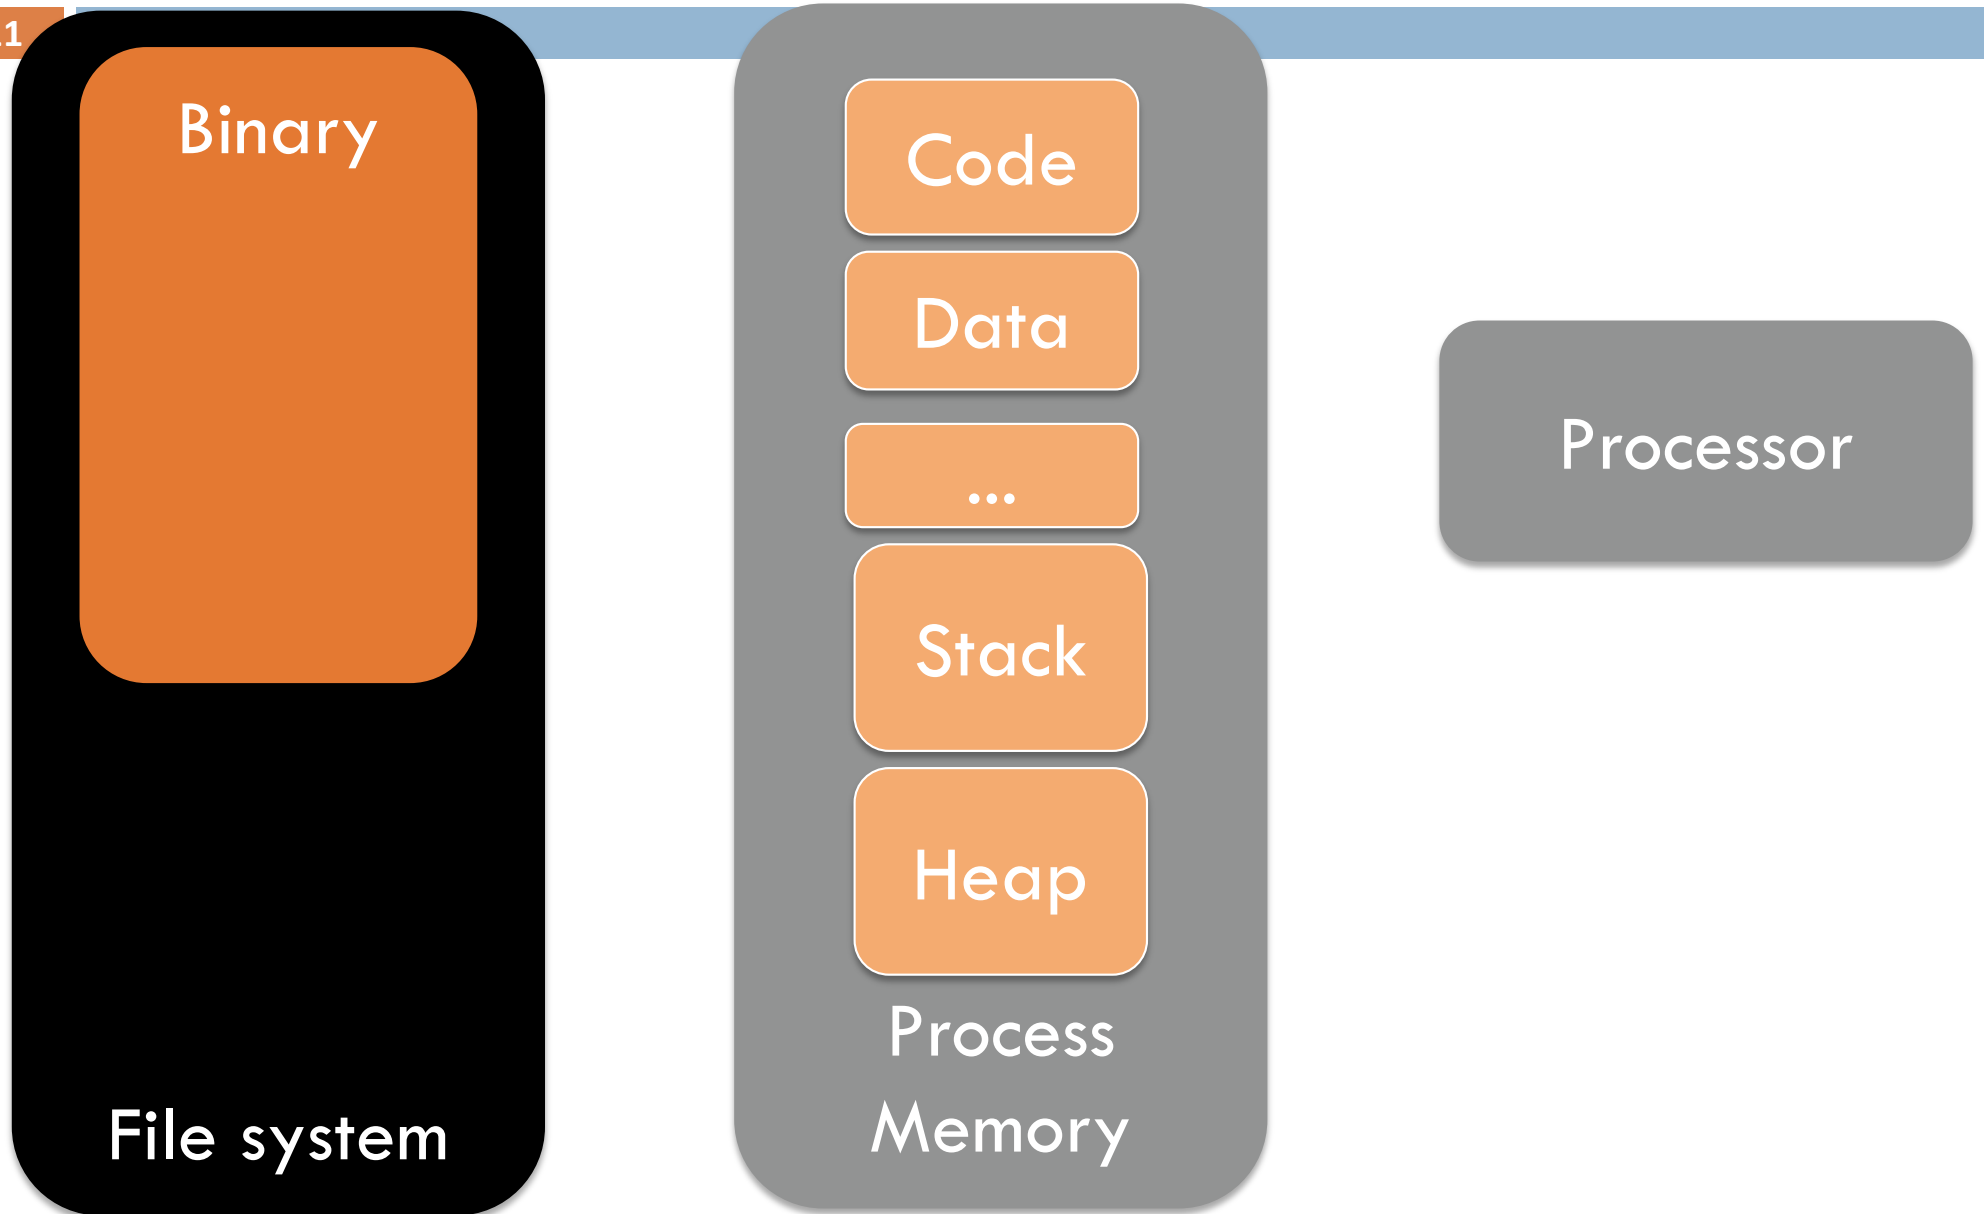 Binary
File system
Code
Data
...
Stack
Heap
Process
Memory
Processor